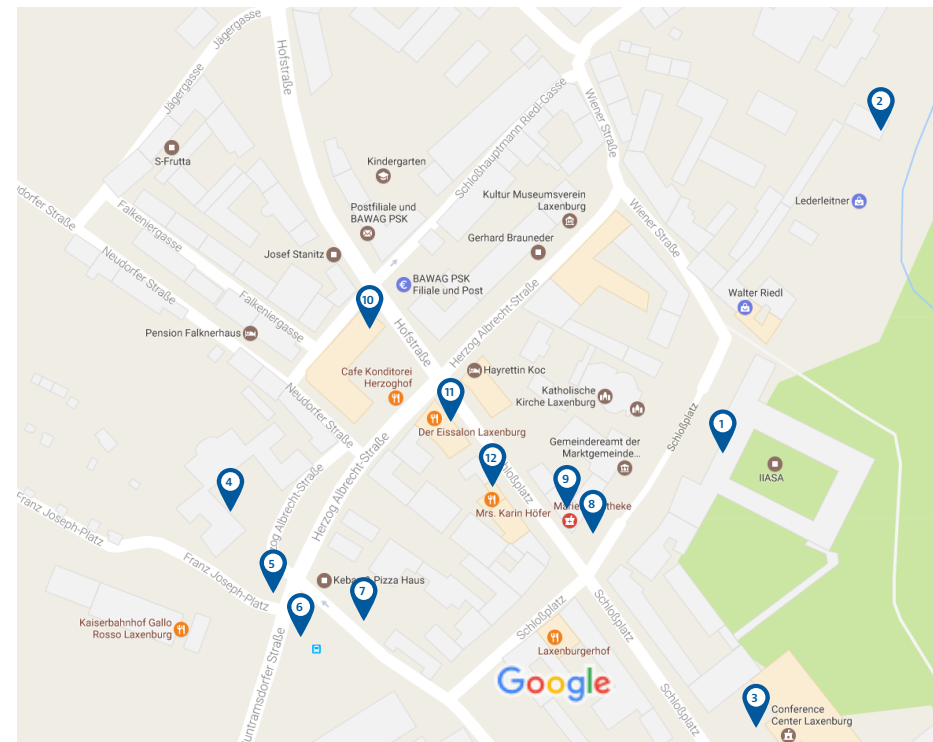 Jägergasse
Hofstraße
2
Jägergasse
Wiener Straße
S-Frutta
Kindergarten
Schloßhauptmann Riedl-Gasse
Kultur Museumsverein
Laxenburg
Lederleitner
Postfiliale und
BAWAG PSK
Falkeniergasse
Neudorfer Straße
Wiener Straße
Gerhard Brauneder
Josef Stanitz
BAWAG PSK
Filiale und Post
€
Walter Riedl
10
Neudorfer Straße
Falkeniergasse
Herzog Albrecht-Straße
Pension Falknerhaus
Hofstraße
Cafe Konditorei
Herzoghof
Hayrettin Koc
Katholische
Kirche Laxenburg
11
Neudorfer Straße
Der Eissalon Laxenburg
Schloßplatz
1
Gemeindeamt der
Marktgemeinde...
12
IIASA
4
Herzog Albrecht-Straße
9
8
Mrs. Karin Höfer
Franz Joseph-Platz
5
Franz Joseph-Platz
Kebap & Pizza Haus
7
6
Kaiserbahnhof Gallo
Rosso Laxenburg
Schloßplatz
Schloßplatz
Laxenburgerhof
Google
Schloßplatz
3
Conference
Center Laxenburg